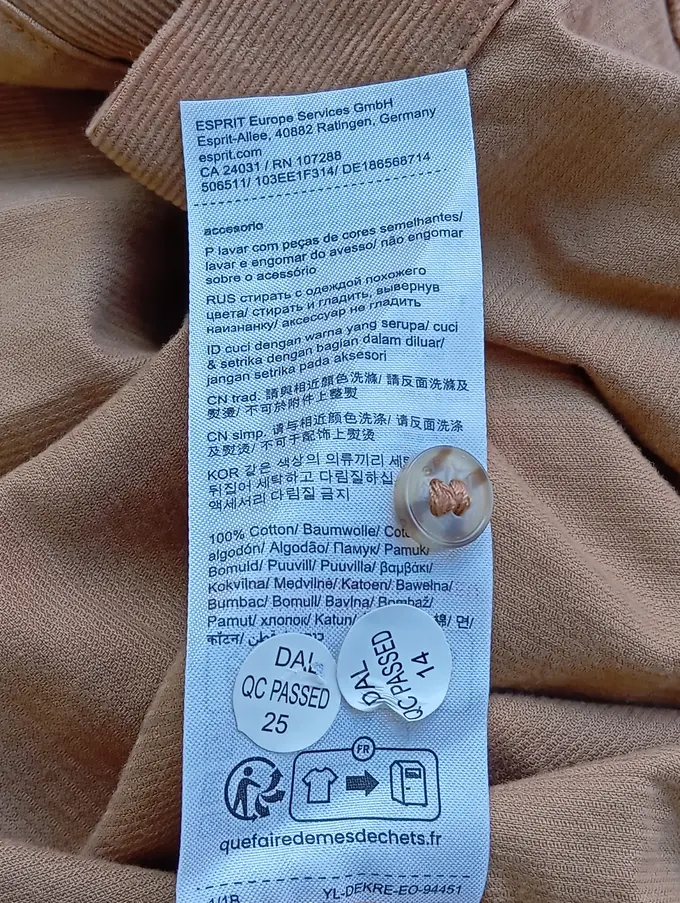 ESPRIT Europe Services GmbH
Esprit-Allee, 40882 Ratingen, Germany
esprit.com
CA 24031 / RN 107288
506511/ 103EE1F314/ DE186568714
accesorio
P lavar com peças de cores semelhantes/
lavar e engomar do avesso/ não engomar
sobre o acessório
RUS стирать с одеждой похожего
цвета/ стирать и гладить, вывернув
наизнанку/ аксессуар не гладить
ID cuci dengan warna yang serupa/ cuci
& setrika dengan bagian dalam diluar/
jangan setrika pada aksesori
CN trad. 請與相近顏色洗滌/ 請反面洗滌及
熨燙/ 不可於附件上整熨
CN simp. 请与相近颜色洗涤/ 请反面洗涤
及熨烫/ 不可于配饰上熨烫
KOR 같은 색상의 의류끼리
뒤집어 세탁하고 다림질하십
액세서리 다림질 금지
100% Cotton/ Baumwolle/
algodón/ Algodão/ Памук/ Pamuk/
Bomuld/ Puuvill/ Puuvilla/ βαμβάκι/
Kokvilna/ Medvilnė/ Katoen/ Bawełna/
Bumbac/ Bomull/ Bavlna/ Bombaž/
Pamut/ хлопок/ Katun/ 棉/ 면/
कॉटन/
DAL
QC PASSED
25
DAL
QC PASSED
14
FR
quefairedemesdechets.fr
1/1B
YL-DEKRE-EO-94451